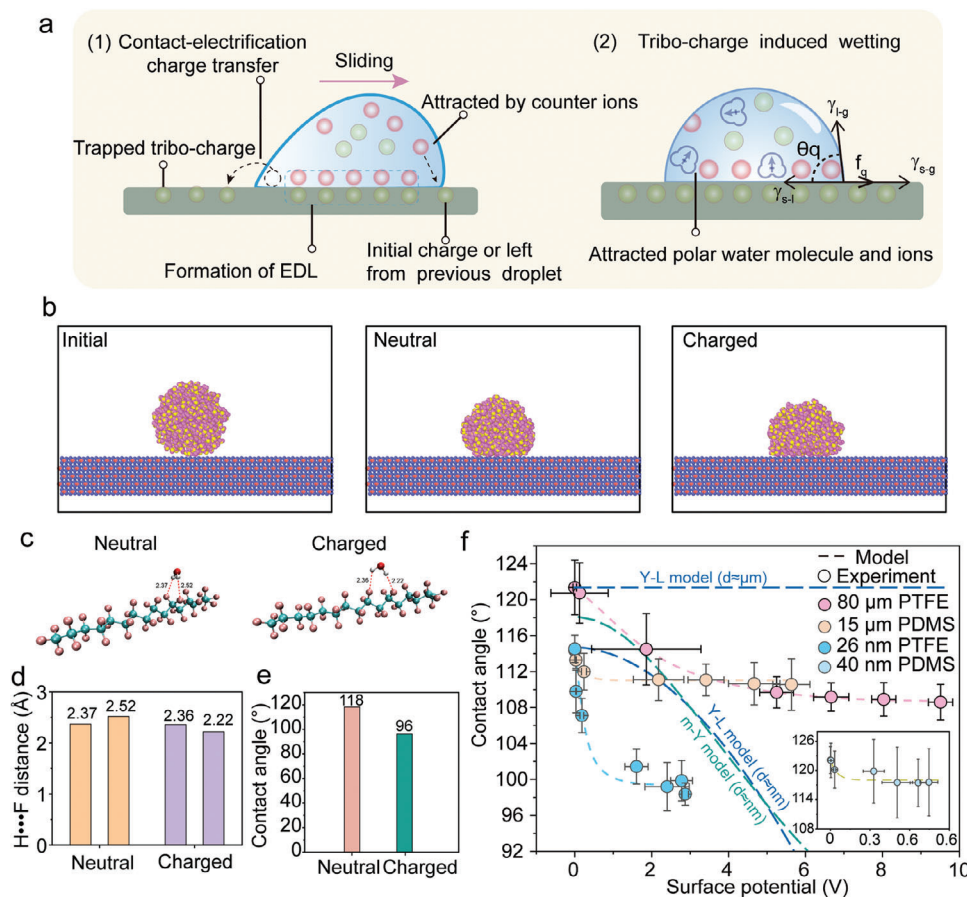 a
(1) Contact-electrification
charge transfer
Sliding
Attracted by counter ions
Trapped tribo-charge
Formation of EDL
Initial charge or left
from previous droplet
(2) Tribo-charge induced wetting
γl-g
θq
fq
γs-g
γs-l
Attracted polar water molecule and ions
b
Initial
Neutral
Charged
c
Neutral
2.37
2.52
Charged
2.36
2.22
d
H•••F distance (Å)
3
2
1
0
2.37
2.52
2.36
2.22
Neutral
Charged
e
Contact angle (°)
140
120
100
80
60
40
20
0
118
96
Neutral
Charged
f
Contact angle (°)
124
120
116
112
108
104
100
96
92
Y-L model (d≈μm)
Model
Experiment
80 μm PTFE
15 μm PDMS
26 nm PTFE
40 nm PDMS
Y-L model (d≈nm)
m-Y model (d≈nm)
126
120
114
108
0
0.3
0.6
0.6
0
2
4
6
8
10
Surface potential (V)